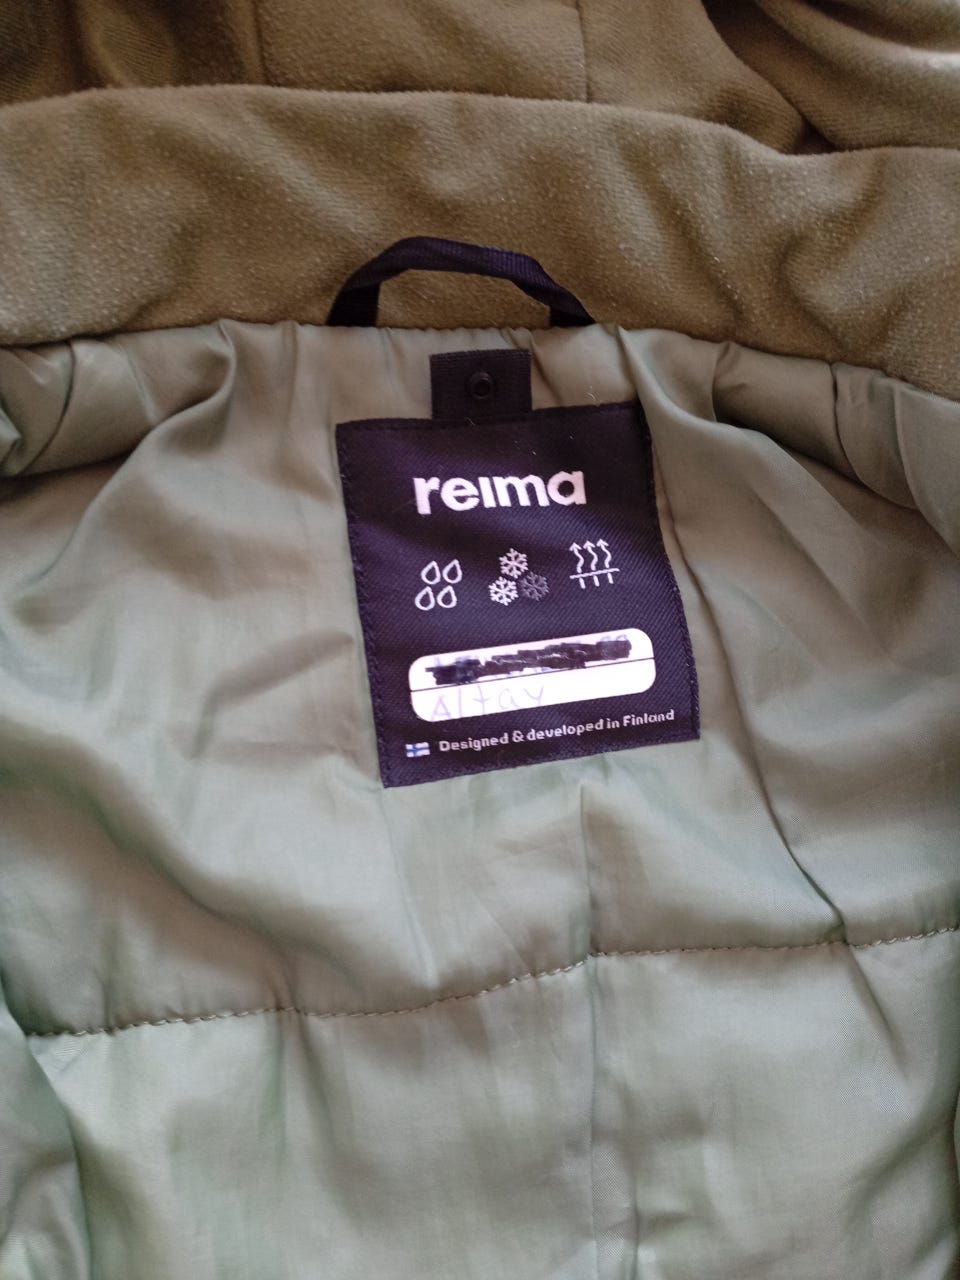 reima
Altay
Designed & developed in Finland